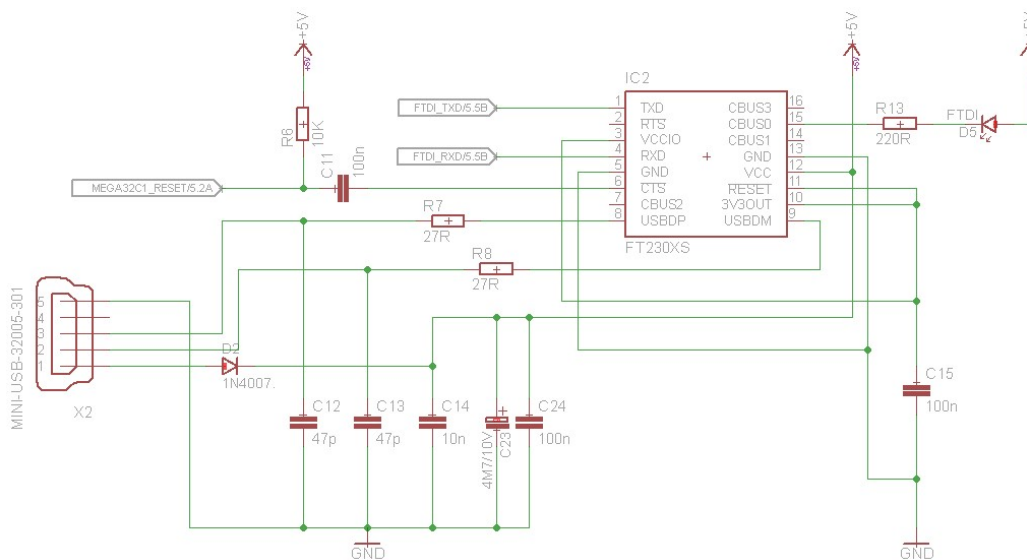 +5V
+5V
R6
10K
C11
100n
MEGA32C1_RESET/5.2A
FTDI_TXD/5.5B
FTDI_RXD/5.5B
IC2
1 TXD
2 RTS
3 VCCIO
4 RXD
5 GND
6 CTS
7 CBUS2
8 USBDP
CBUS3 16
CBUS0 15
CBUS1 14
GND 13
VCC 12
RESET 11
3V3OUT 10
USBDM 9
FT230XS
+5V
+5V
R13
220R
FTDI
D5
+5V
R7
27R
R8
27R
MINI-USB-32005-301
5
4
3
2
1
X2
D2
1N4007.
C12
47p
C13
47p
C14
10n
4M7/10V
C23
C24
100n
C15
100n
GND
GND